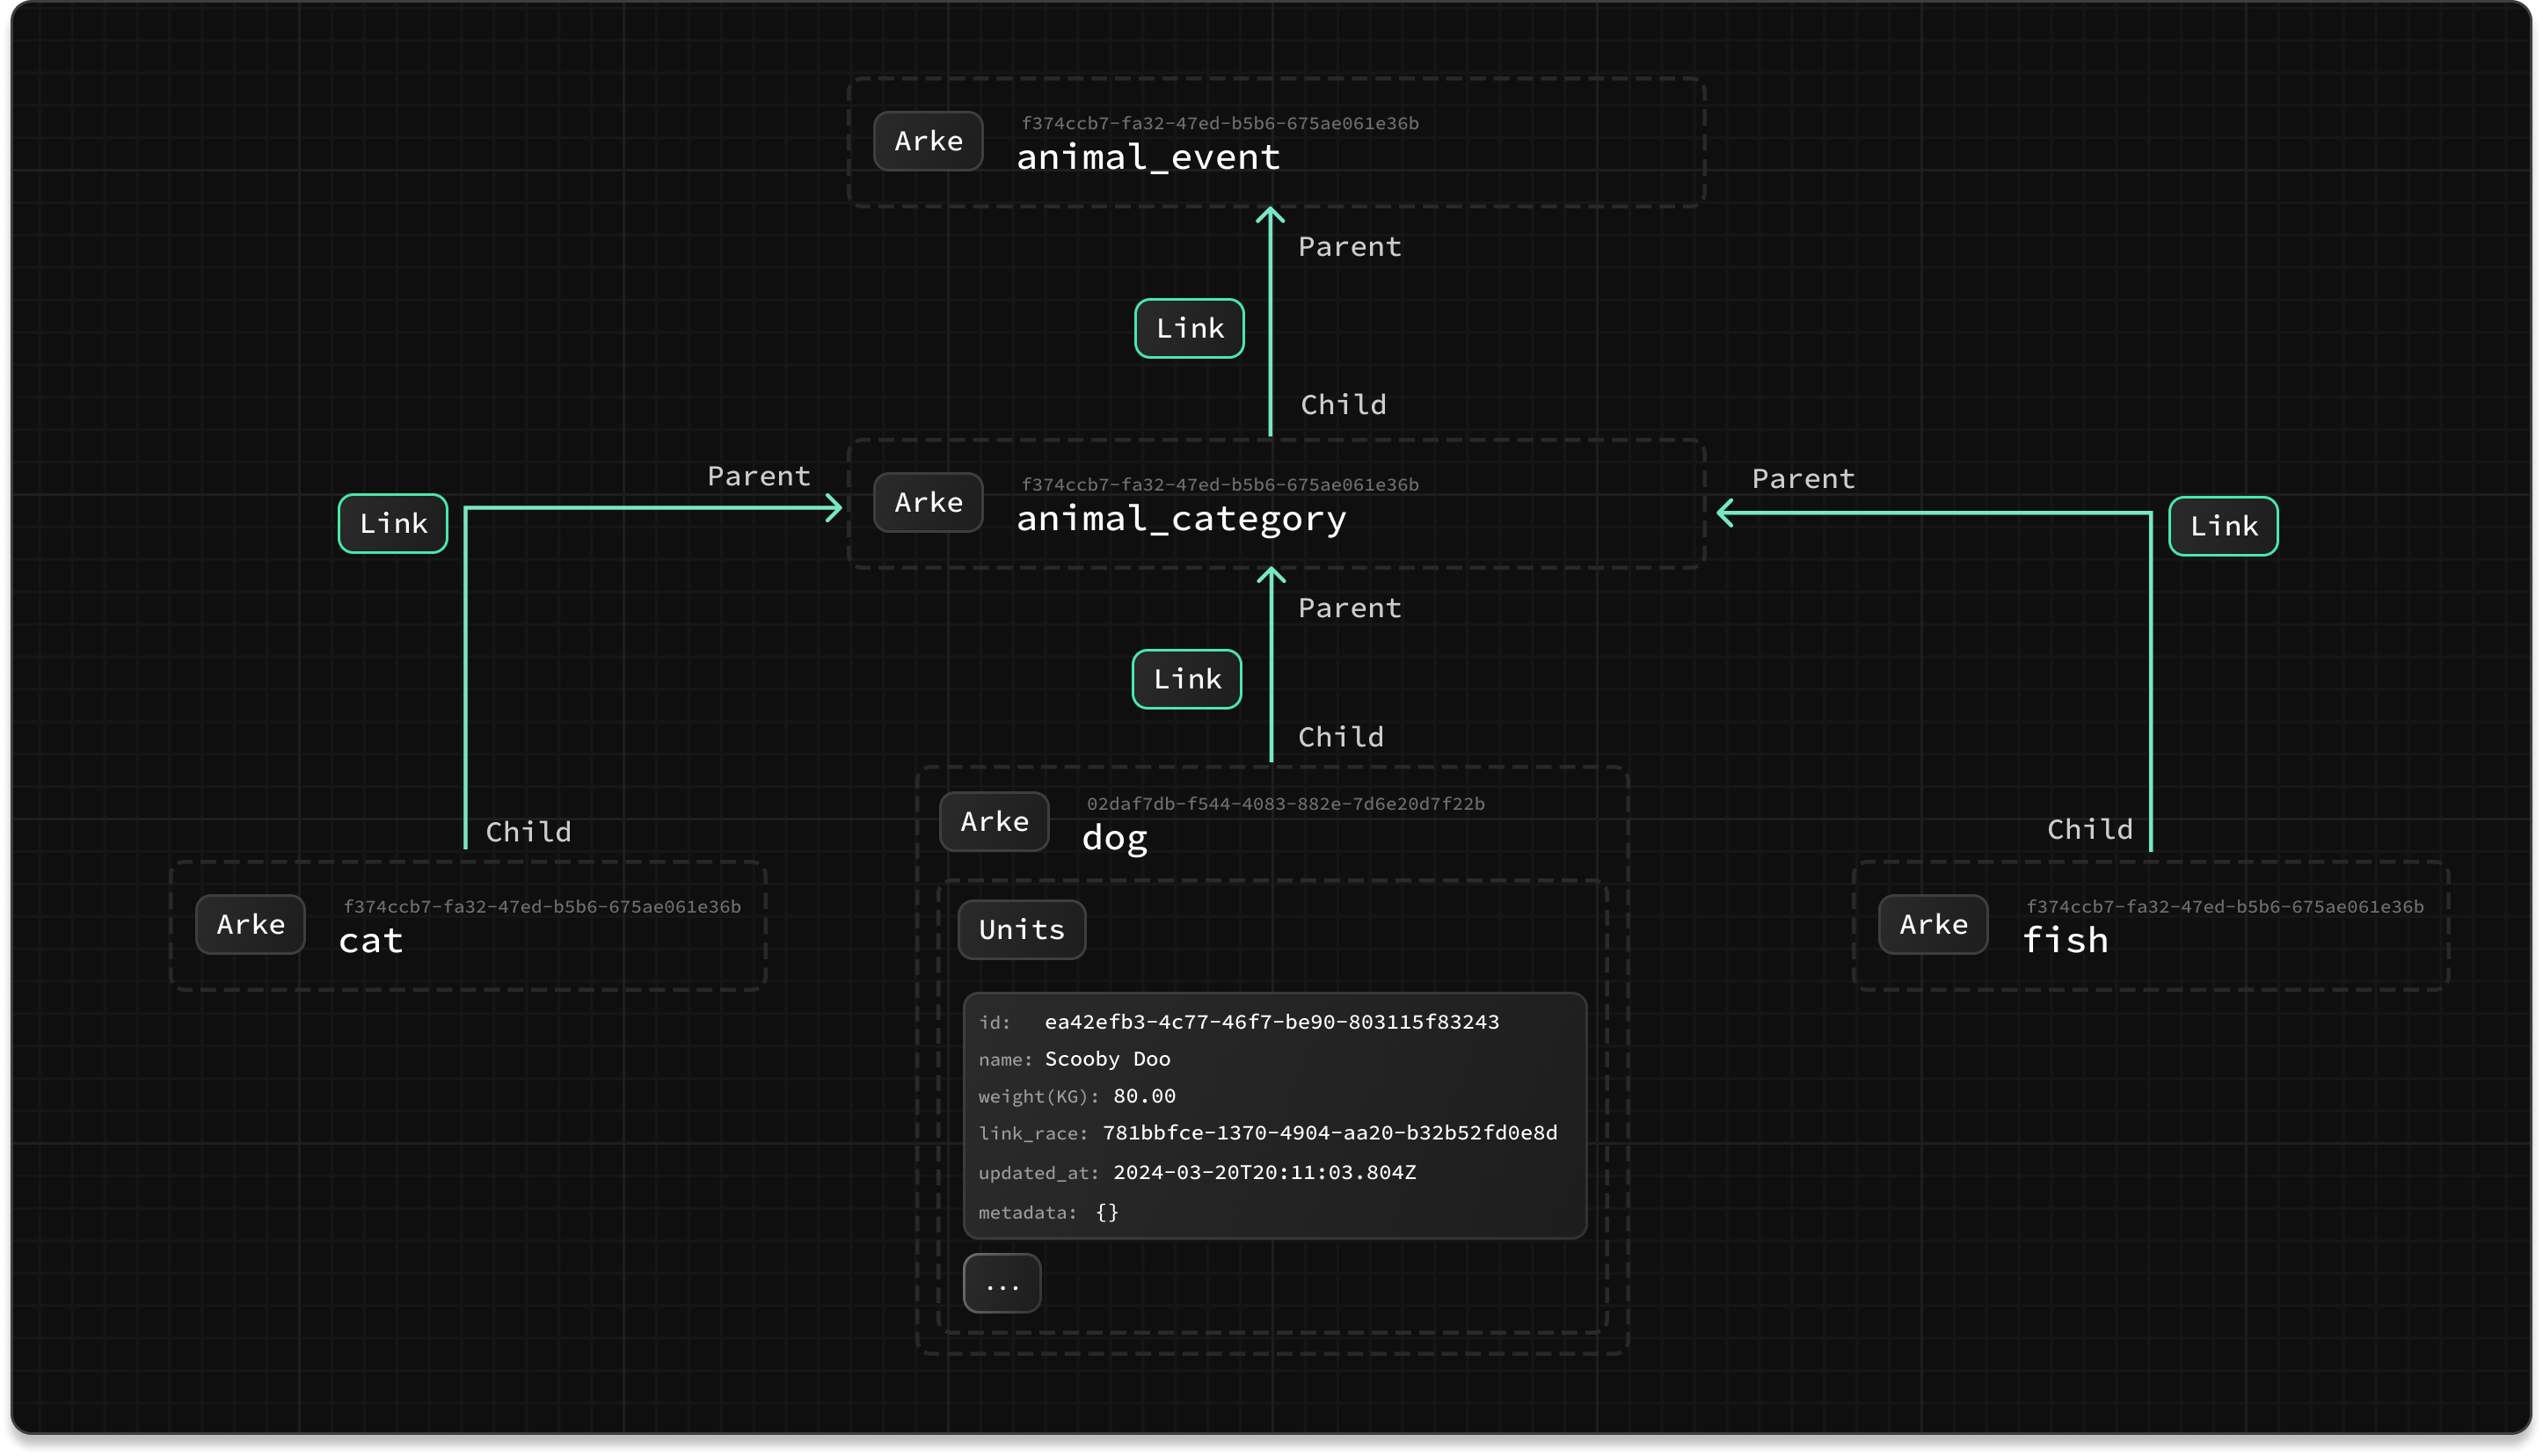 f374ccb7-fa32-47ed-b5b6-675ae061e36b
Arke
animal_event
Parent
Link
Child
Parent
Link
f374ccb7-fa32-47ed-b5b6-675ae061e36b
Arke
animal_category
Parent
Link
Parent
Link
Child
Child
f374ccb7-fa32-47ed-b5b6-675ae061e36b
Arke
cat
02daf7db-f544-4083-882e-7d6e20d7f22b
Arke
dog
Units
id: ea42efb3-4c77-46f7-be90-803115f83243
name: Scooby Doo
weight(KG): 80.00
link_race: 781bbfce-1370-4904-aa20-b32b52fd0e8d
updated_at: 2024-03-20T20:11:03.804Z
metadata: {}
...
Child
f374ccb7-fa32-47ed-b5b6-675ae061e36b
Arke
fish